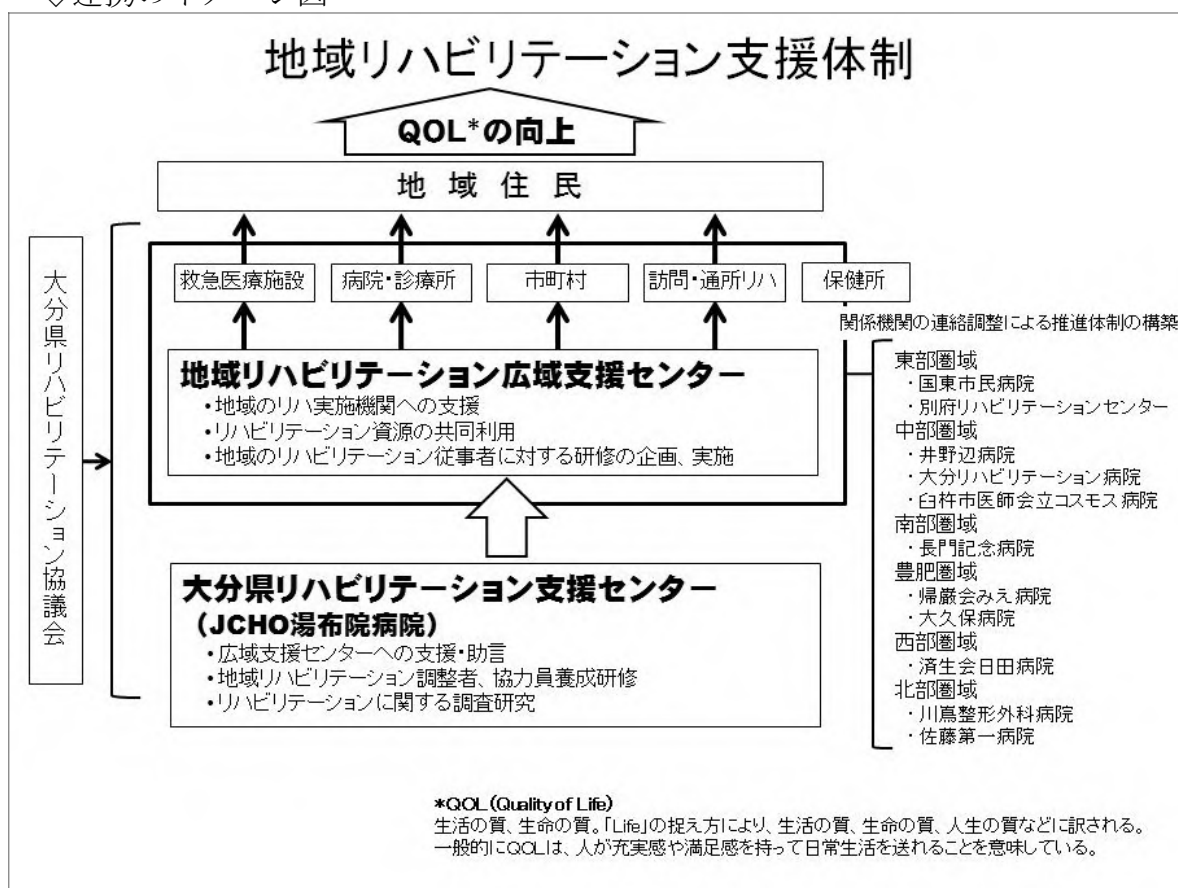 ◇連携のイメージ図
地域リハビリテーション支援体制
QOL*の向上
地域住民
救急医療施設
病院・診療所
市町村
訪問・通所リハ
保健所
大分県リハビリテーション協議会
関係機関の連絡調整による推進体制の構築
地域リハビリテーション広域支援センター
・地域のリハ実施機関への支援
・リハビリテーション資源の共同利用
・地域のリハビリテーション従事者に対する研修の企画、実施
大分県リハビリテーション支援センター
（JCHO湯布院病院）
・広域支援センターへの支援・助言
・地域リハビリテーション調整者、協力員養成研修
・リハビリテーションに関する調査研究
東部圏域
・国東市民病院
・別府リハビリテーションセンター
中部圏域
・井野辺病院
・大分リハビリテーション病院
・臼杵市医師会立コスモス病院
南部圏域
・長門記念病院
豊肥圏域
・帰巌会みえ病院
・大久保病院
西部圏域
・済生会日田病院
北部圏域
・川嶌整形外科病院
・佐藤第一病院
*QOL（Quality of Life）
生活の質、生命の質。「Life」の捉え方により、生活の質、生命の質、人生の質などに訳される。
一般的にQOLは、人が充実感や満足感を持って日常生活を送れることを意味している。